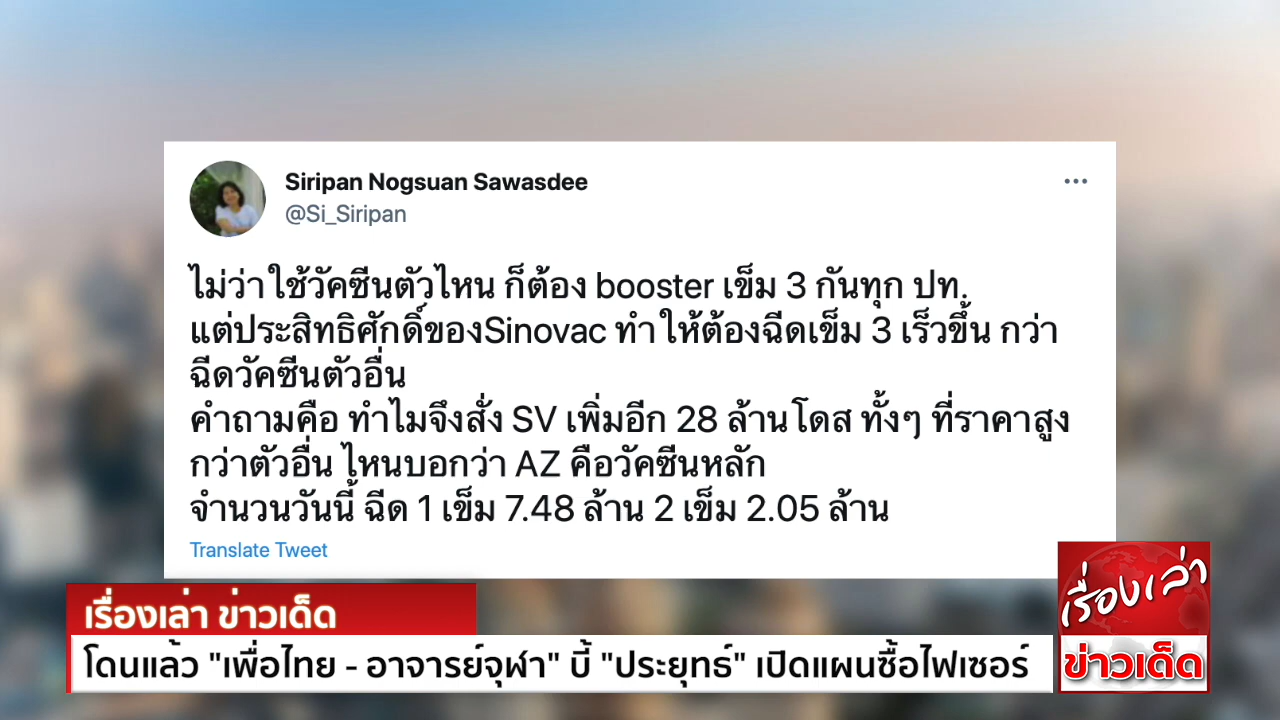 Siripan Nogsuan Sawasdee
@Si_Siripan
ไม่ว่าใช้วัคซีนตัวไหน ก็ต้อง booster เข็ม 3 กันทุก ปท.
แต่ประสิทธิศักดิ์ของSinovac ทำให้ต้องฉีดเข็ม 3 เร็วขึ้น กว่า
ฉีดวัคซีนตัวอื่น
คำถามคือ ทำไมจึงสั่ง SV เพิ่มอีก 28 ล้านโดส ทั้งๆ ที่ราคาสูง
กว่าตัวอื่น ไหนบอกว่า AZ คือวัคซีนหลัก
จำนวนวันนี้ ฉีด 1 เข็ม 7.48 ล้าน 2 เข็ม 2.05 ล้าน
Translate Tweet
เรื่องเล่า ข่าวเด็ด
โดนแล้ว "เพื่อไทย - อาจารย์จุฬา" บี้ "ประยุทธ์" เปิดแผนซื้อไฟเซอร์
เรื่องเล่า
ข่าวเด็ด